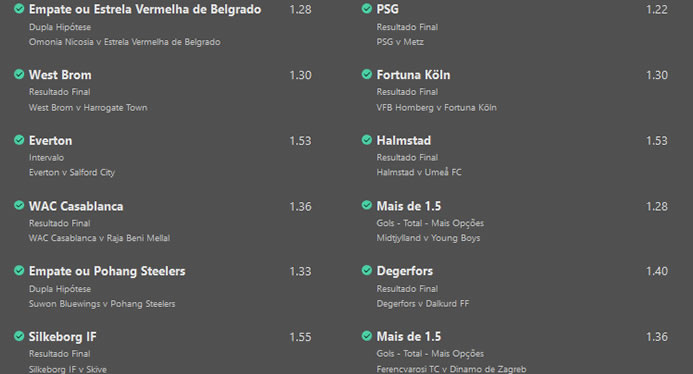 Empate ou Estrela Vermelha de Belgrado 1.28
Dupla Hipótese
Omonia Nicosia v Estrela Vermelha de Belgrado
West Brom 1.30
Resultado Final
West Brom v Harrogate Town
Everton 1.53
Intervalo
Everton v Salford City
WAC Casablanca 1.36
Resultado Final
WAC Casablanca v Raja Beni Mellal
Empate ou Pohang Steelers 1.33
Dupla Hipótese
Suwon Bluewings v Pohang Steelers
Silkeborg IF 1.55
Resultado Final
Silkeborg IF v Skive
PSG 1.22
Resultado Final
PSG v Metz
Fortuna Köln 1.30
Resultado Final
VFB Homberg v Fortuna Köln
Halmstad 1.53
Resultado Final
Halmstad v Umeå FC
Mais de 1.5 1.28
Gols - Total - Mais Opções
Midtjylland v Young Boys
Degerfors 1.40
Resultado Final
Degerfors v Dalkurd FF
Mais de 1.5 1.36
Gols - Total - Mais Opções
Ferencvarosi TC v Dinamo de Zagreb